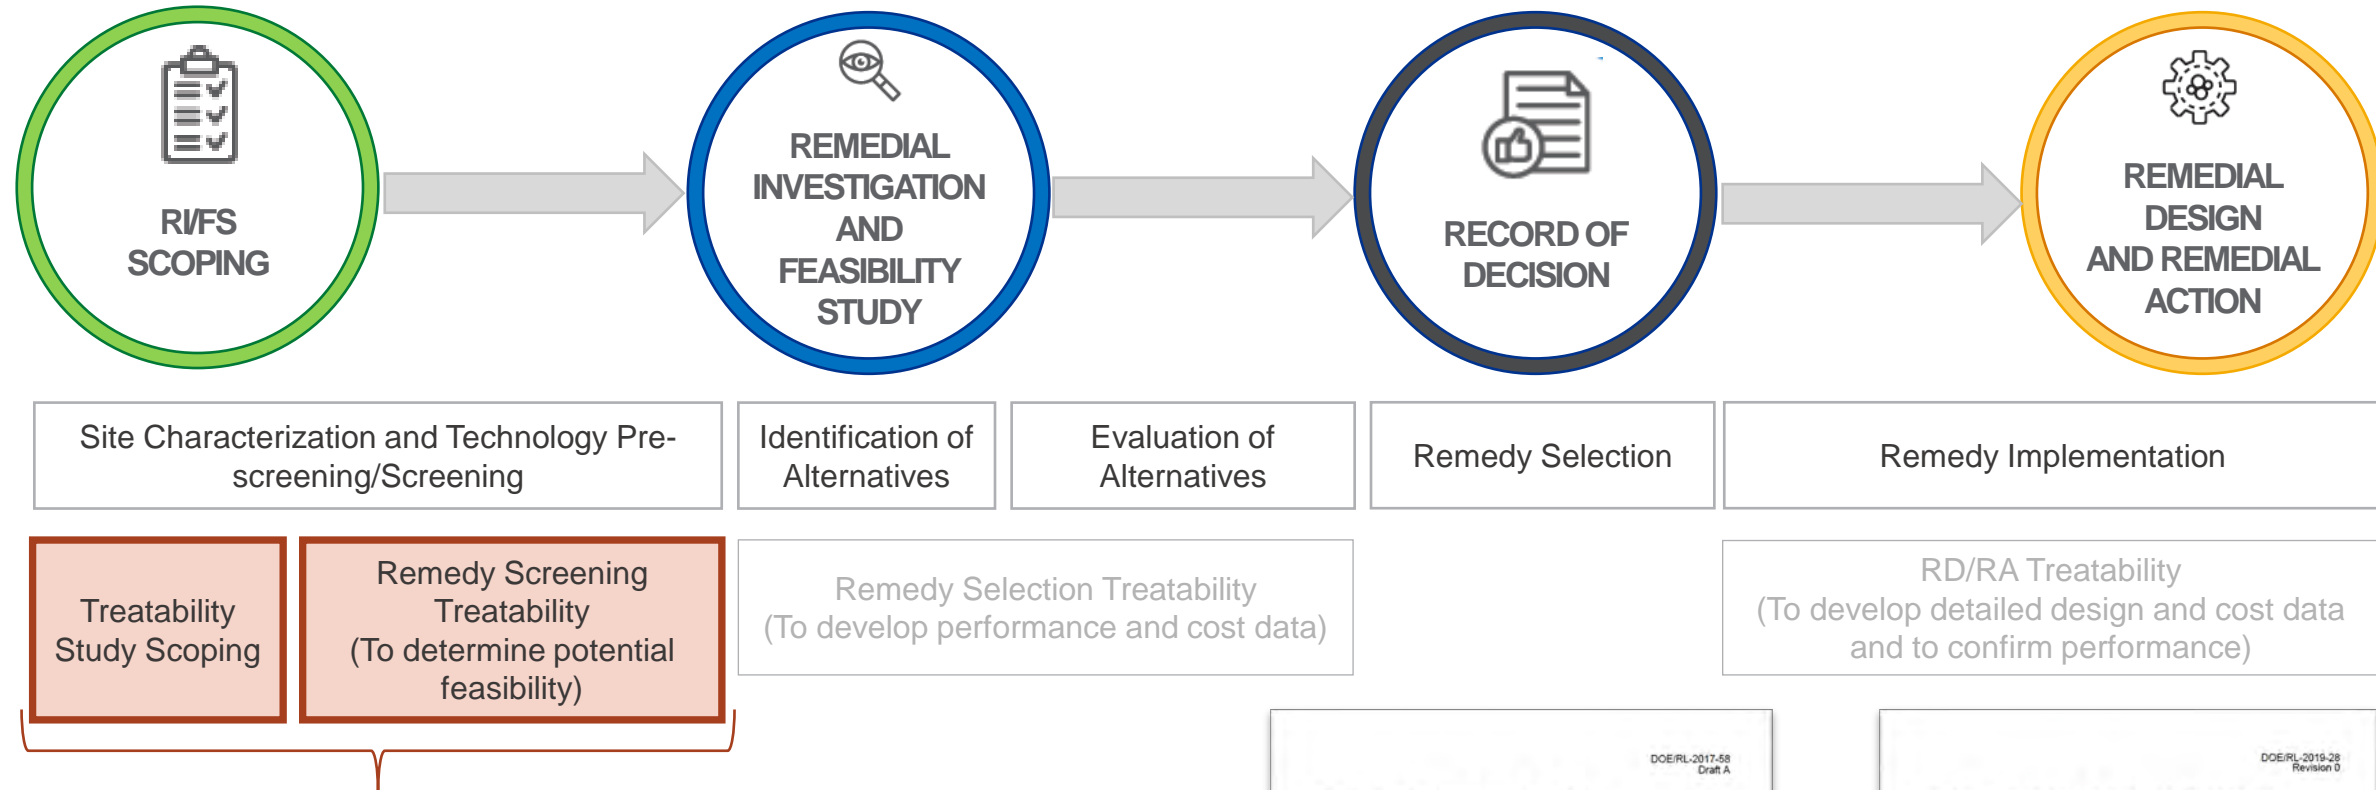 RI/FS
SCOPING
REMEDIAL
INVESTIGATION
AND
FEASIBILITY
STUDY
RECORD OF
DECISION
REMEDIAL
DESIGN
AND REMEDIAL
ACTION
Site Characterization and Technology Pre-
screening/Screening
Identification of
Alternatives
Evaluation of
Alternatives
Remedy Selection
Remedy Implementation
Treatability
Study Scoping
Remedy Screening
Treatability
(To determine potential
feasibility)
Remedy Selection Treatability
(To develop performance and cost data)
RD/RA Treatability
(To develop detailed design and cost data
and to confirm performance)
DOE/RL-2017-58
Draft A
DOE/RL-2019-28
Revision 0